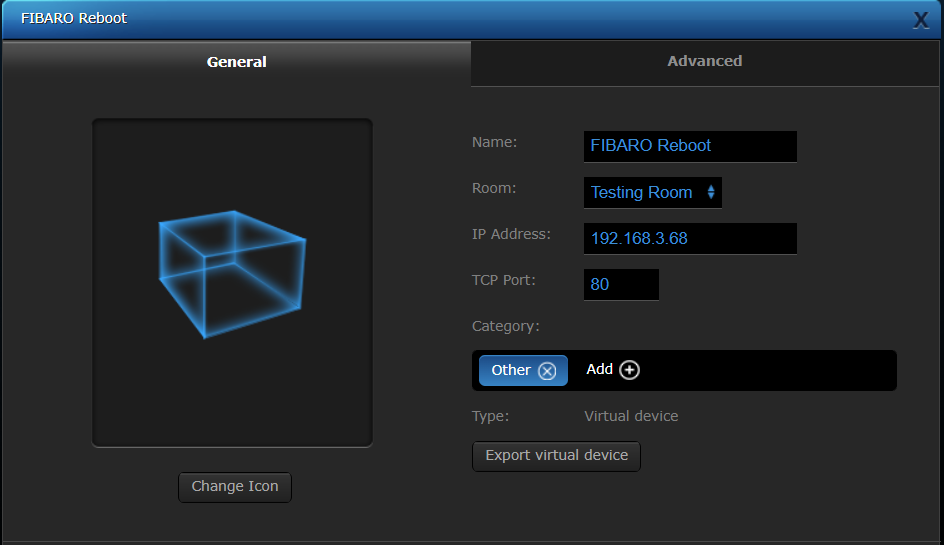 FIBARO Reboot
X
General
Advanced
Name: FIBARO Reboot
Room: Testing Room
IP Address: 192.168.3.68
TCP Port: 80
Category:
Other Add
Type: Virtual device
Export virtual device
Change Icon